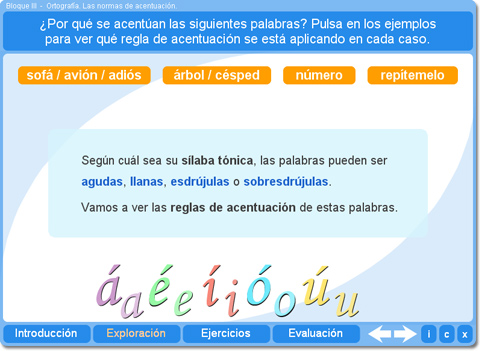 Bloque III - Ortografía. Las normas de acentuación.
¿Por qué se acentúan las siguientes palabras? Pulsa en los ejemplos
para ver qué regla de acentuación se está aplicando en cada caso.
sofá / avión / adiós árbol / césped número repítemelo
Según cuál sea su sílaba tónica, las palabras pueden ser
agudas, llanas, esdrújulas o sobresdrújulas.
Vamos a ver las reglas de acentuación de estas palabras.
á a é e í i ó o ú u
Introducción Exploración Ejercicios Evaluación i c x